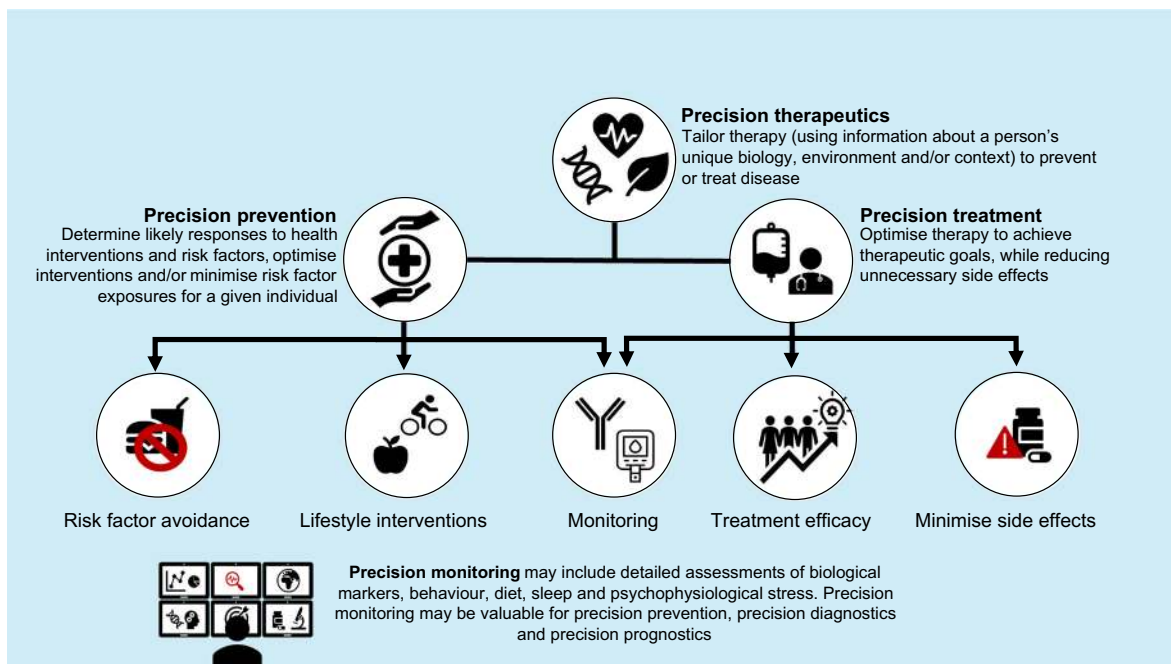 Precision therapeutics
Tailor therapy (using information about a person's
unique biology, environment and/or context) to prevent
or treat disease
Precision prevention
Determine likely responses to health
interventions and risk factors, optimise
interventions and/or minimise risk factor
exposures for a given individual
Precision treatment
Optimise therapy to achieve
therapeutic goals, while reducing
unnecessary side effects
Risk factor avoidance
Lifestyle interventions
Monitoring
Treatment efficacy
Minimise side effects
Precision monitoring may include detailed assessments of biological
markers, behaviour, diet, sleep and psychophysiological stress. Precision
monitoring may be valuable for precision prevention, precision diagnostics
and precision prognostics